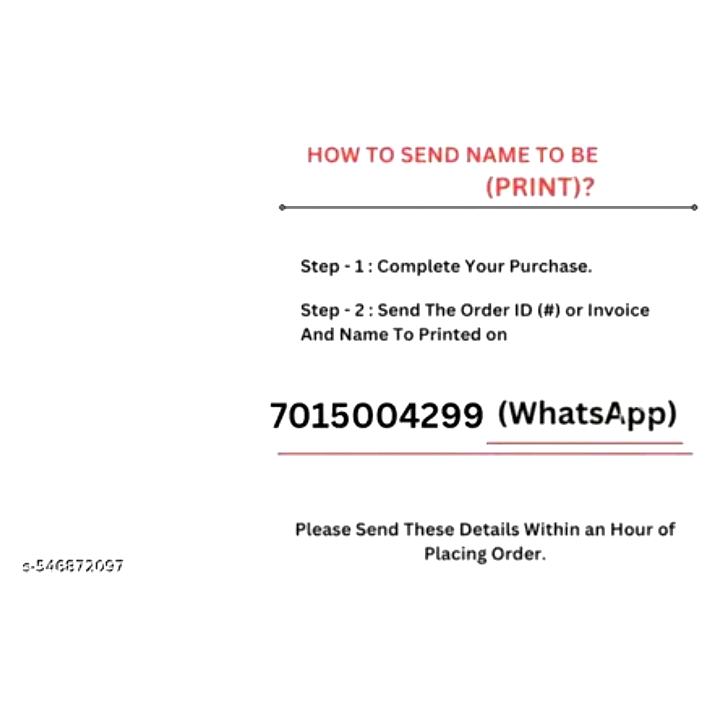 HOW TO SEND NAME TO BE
(PRINT)?
Step - 1 : Complete Your Purchase.
Step - 2 : Send The Order ID (#) or Invoice
And Name To Printed on
7015004299 (WhatsApp)
Please Send These Details Within an Hour of
Placing Order.
s-546872097